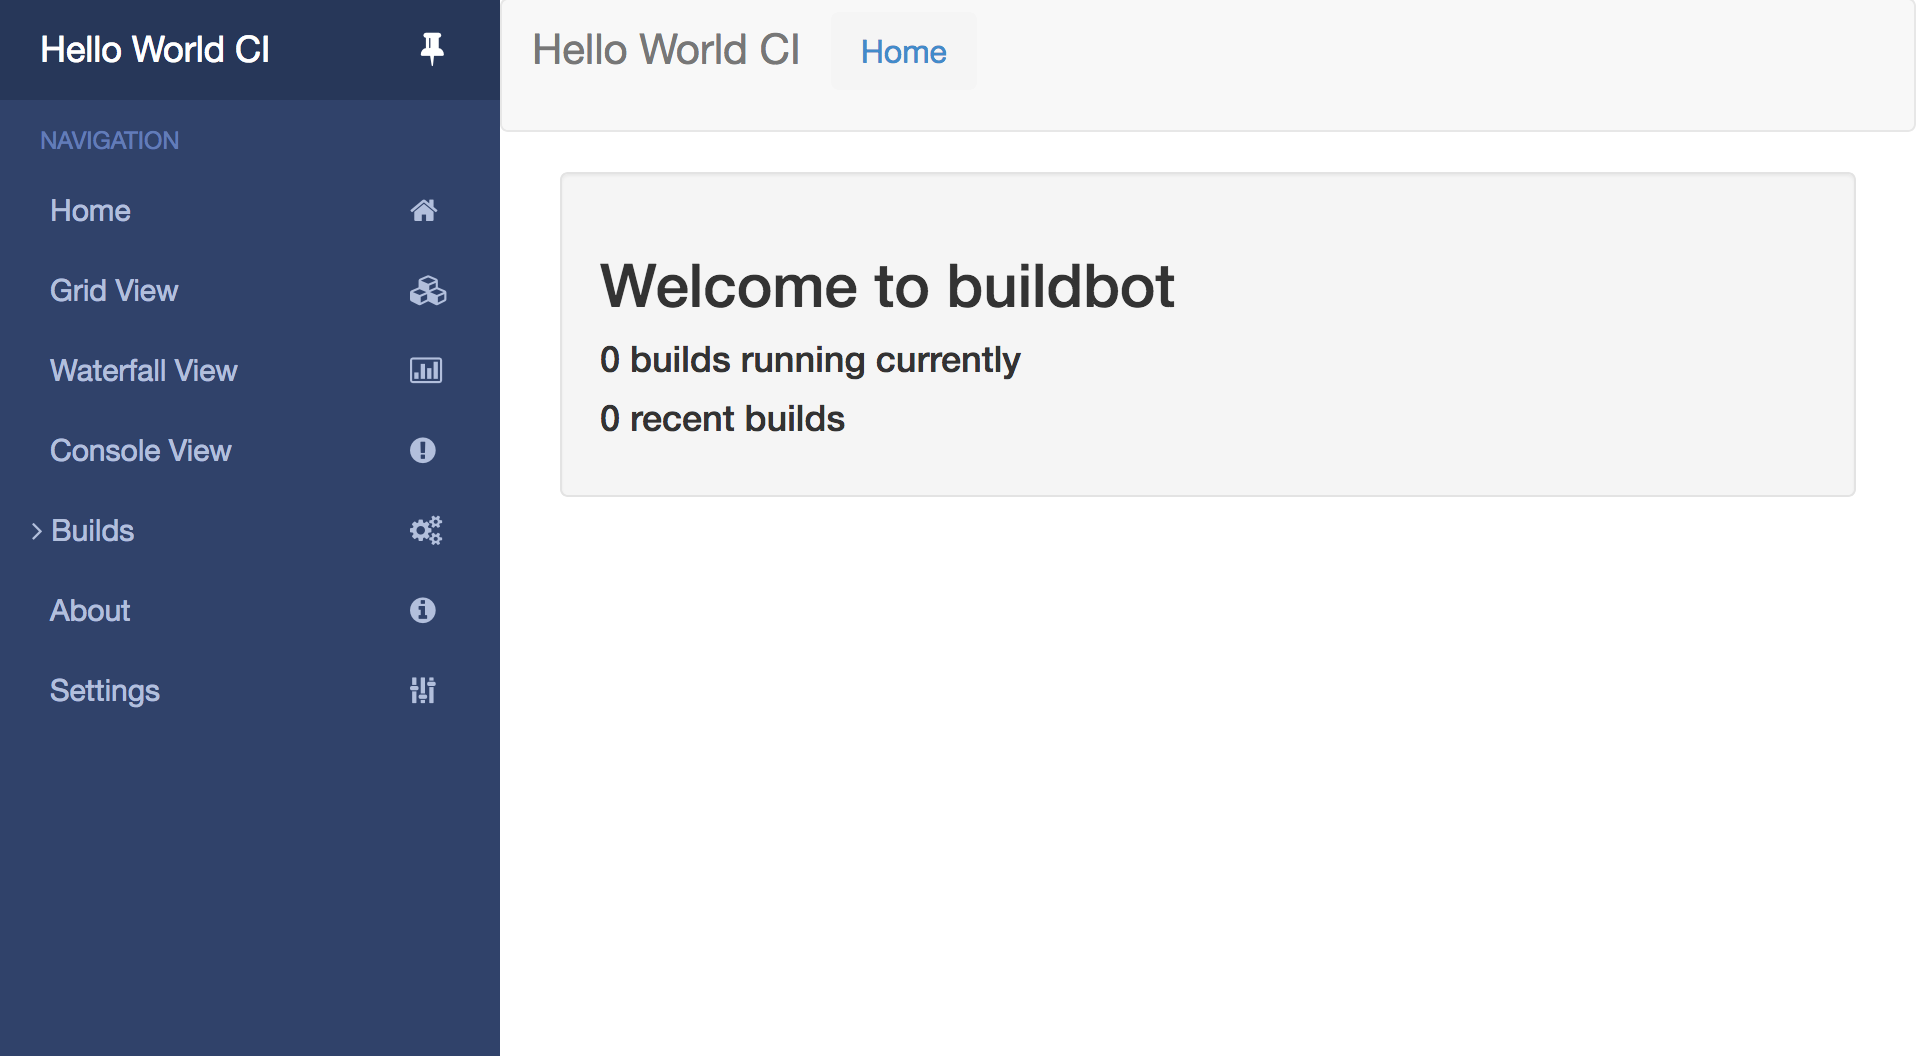 Hello World CI
NAVIGATION
Home
Grid View
Waterfall View
Console View
Builds
About
Settings
Hello World CI
Home
Welcome to buildbot
0 builds running currently
0 recent builds